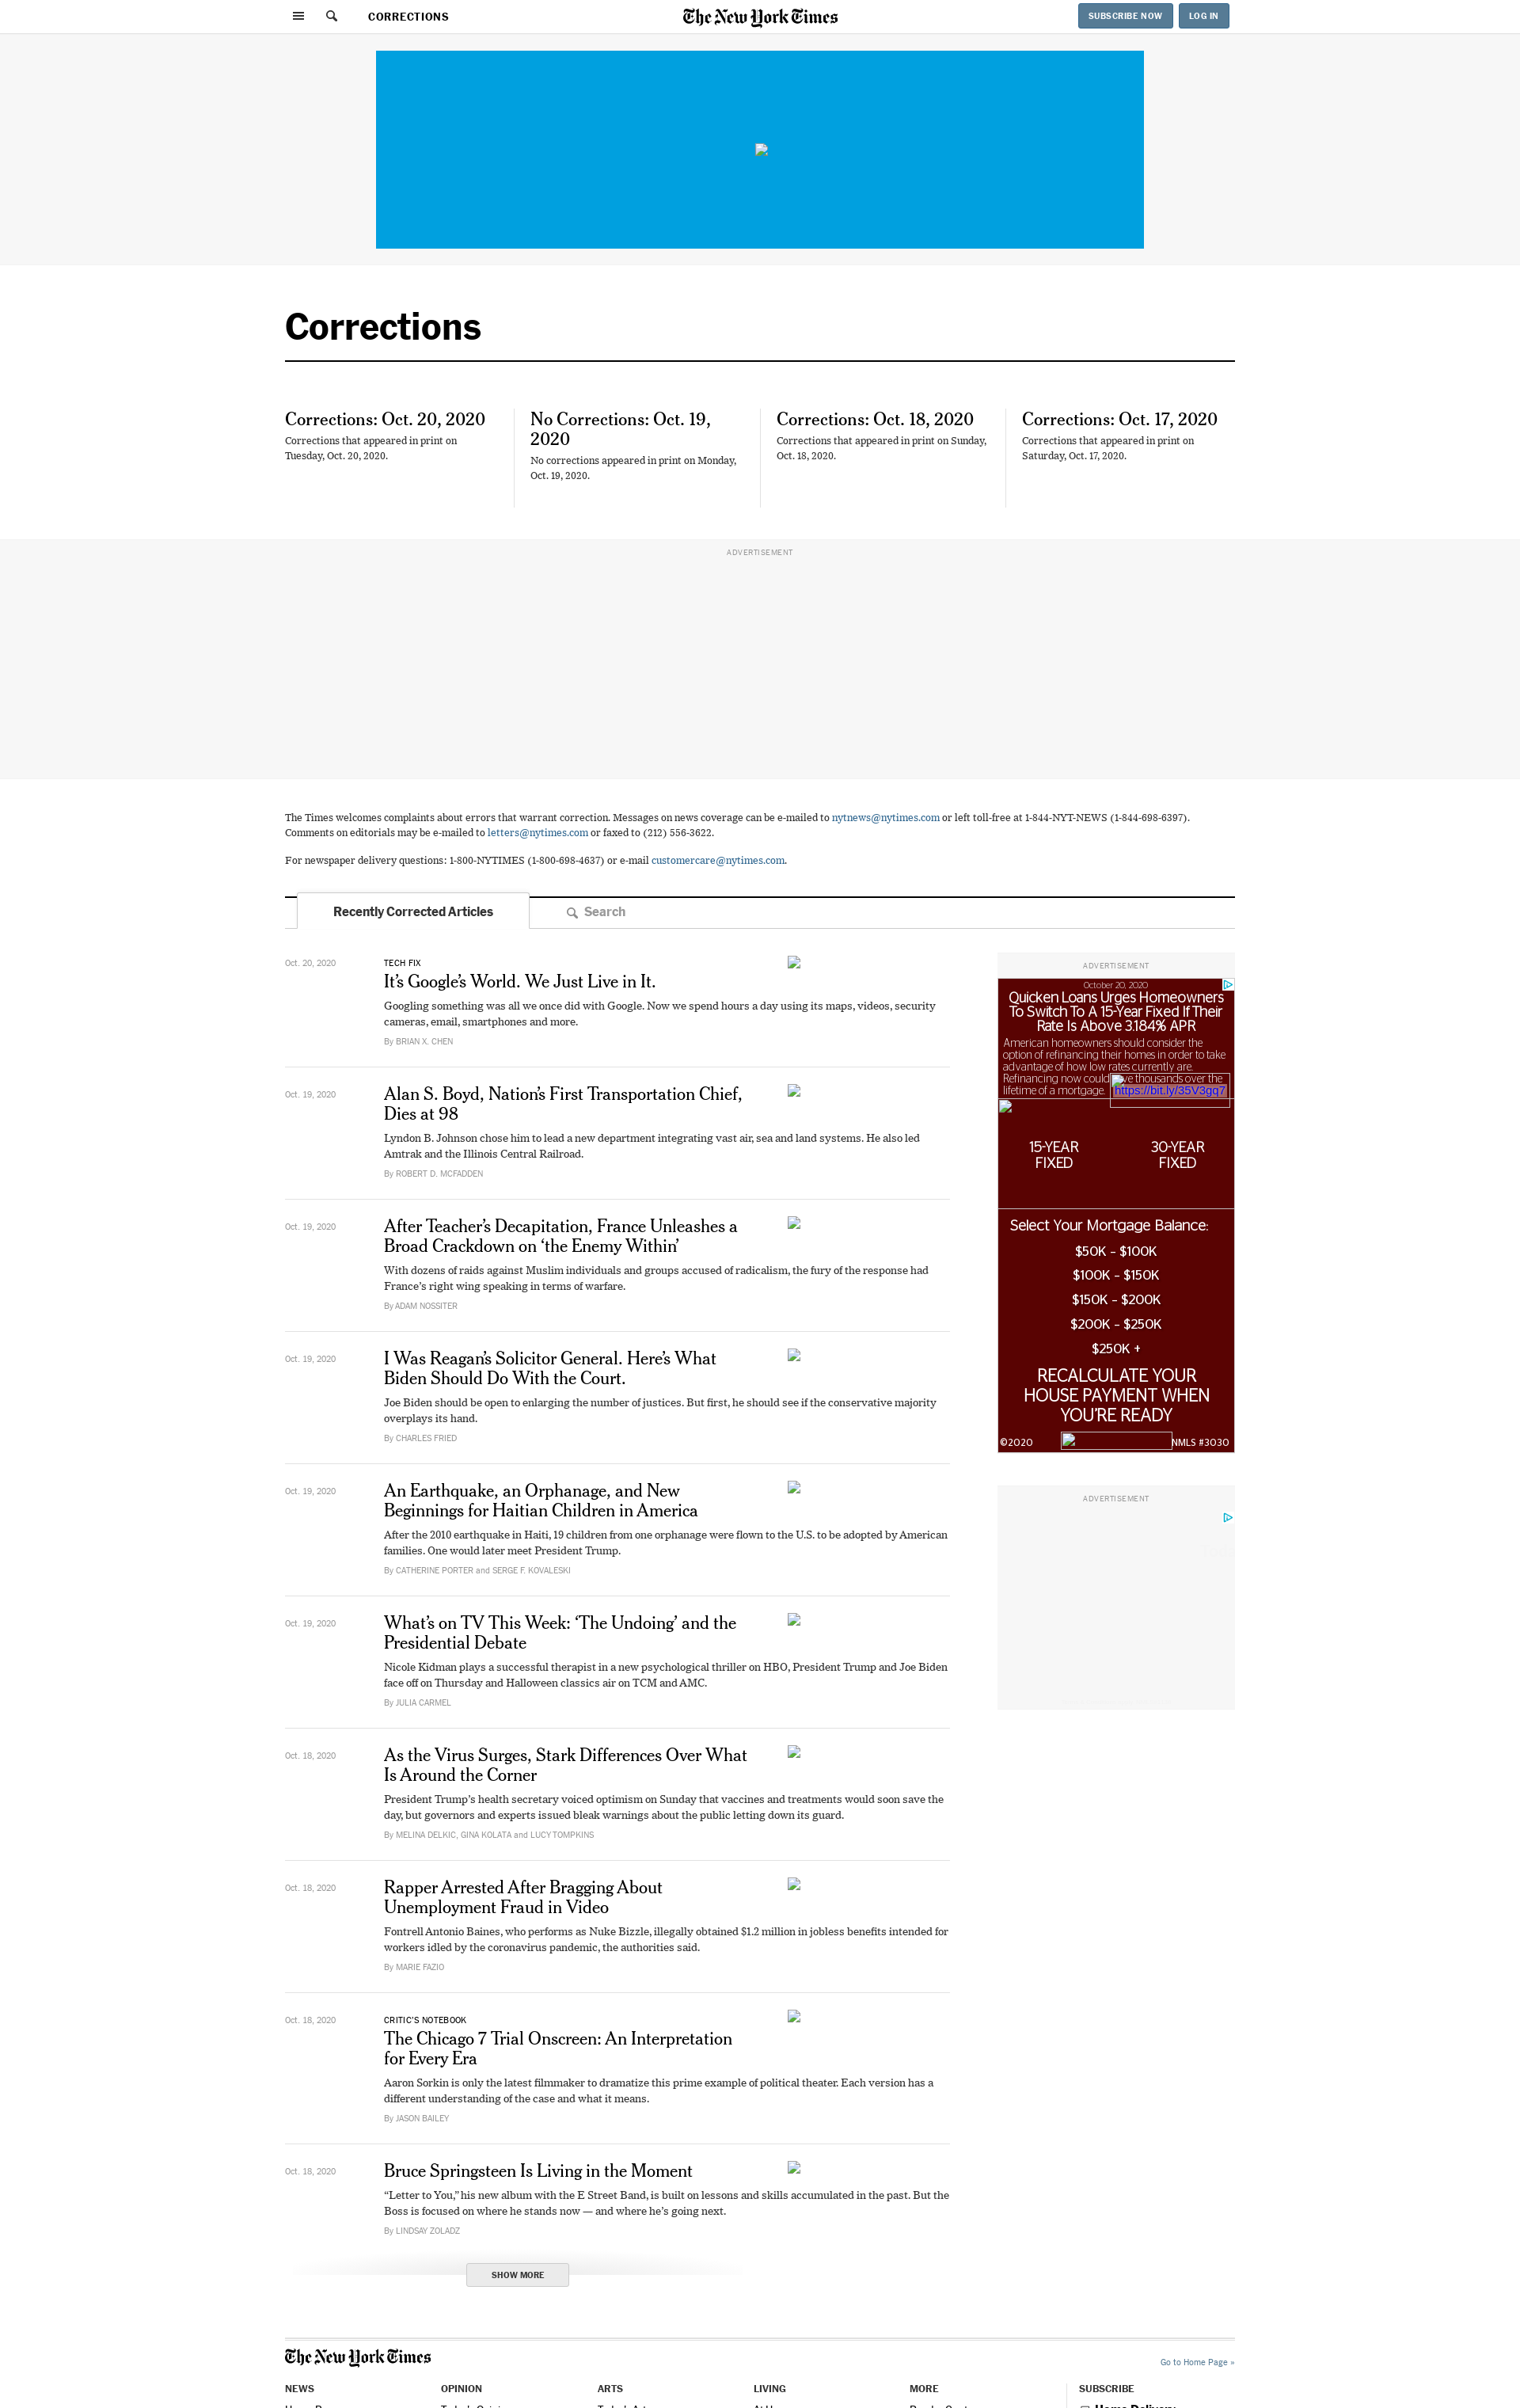 CORRECTIONS
The New York Times
SUBSCRIBE NOW
LOG IN
Corrections
Corrections: Oct. 20, 2020
Corrections that appeared in print on
Tuesday, Oct. 20, 2020.
No Corrections: Oct. 19,
2020
No corrections appeared in print on Monday,
Oct. 19, 2020.
Corrections: Oct. 18, 2020
Corrections that appeared in print on Sunday,
Oct. 18, 2020.
Corrections: Oct. 17, 2020
Corrections that appeared in print on
Saturday, Oct. 17, 2020.
ADVERTISEMENT
The Times welcomes complaints about errors that warrant correction. Messages on news coverage can be e-mailed to nytnews@nytimes.com or left toll-free at 1-844-NYT-NEWS (1-844-698-6397).
Comments on editorials may be e-mailed to letters@nytimes.com or faxed to (212) 556-3622.
For newspaper delivery questions: 1-800-NYTIMES (1-800-698-4637) or e-mail customercare@nytimes.com.
Recently Corrected Articles
Search
Oct. 20, 2020
TECH FIX
It's Google's World. We Just Live in It.
Googling something was all we once did with Google. Now we spend hours a day using its maps, videos, security
cameras, email, smartphones and more.
By BRIAN X. CHEN
Oct. 19, 2020
Alan S. Boyd, Nation's First Transportation Chief,
Dies at 98
Lyndon B. Johnson chose him to lead a new department integrating vast air, sea and land systems. He also led
Amtrak and the Illinois Central Railroad.
By ROBERT D. MCFADDEN
Oct. 19, 2020
After Teacher's Decapitation, France Unleashes a
Broad Crackdown on ‘the Enemy Within’
With dozens of raids against Muslim individuals and groups accused of radicalism, the fury of the response had
France's right wing speaking in terms of warfare.
By ADAM NOSSITER
Oct. 19, 2020
I Was Reagan's Solicitor General. Here's What
Biden Should Do With the Court.
Joe Biden should be open to enlarging the number of justices. But first, he should see if the conservative majority
overplays its hand.
By CHARLES FRIED
Oct. 19, 2020
An Earthquake, an Orphanage, and New
Beginnings for Haitian Children in America
After the 2010 earthquake in Haiti, 19 children from one orphanage were flown to the U.S. to be adopted by American
families. One would later meet President Trump.
By CATHERINE PORTER and SERGE F. KOVALESKI
Oct. 19, 2020
What's on TV This Week: ‘The Undoing’ and the
Presidential Debate
Nicole Kidman plays a successful therapist in a new psychological thriller on HBO, President Trump and Joe Biden
face off on Thursday and Halloween classics air on TCM and AMC.
By JULIA CARMEL
Oct. 18, 2020
As the Virus Surges, Stark Differences Over What
Is Around the Corner
President Trump's health secretary voiced optimism on Sunday that vaccines and treatments would soon save the
day, but governors and experts issued bleak warnings about the public letting down its guard.
By MELINA DELKIC, GINA KOLATA and LUCY TOMPKINS
Oct. 18, 2020
Rapper Arrested After Bragging About
Unemployment Fraud in Video
Fontrell Antonio Baines, who performs as Nuke Bizzle, illegally obtained $1.2 million in jobless benefits intended for
workers idled by the coronavirus pandemic, the authorities said.
By MARIE FAZIO
Oct. 18, 2020
CRITIC'S NOTEBOOK
The Chicago 7 Trial Onscreen: An Interpretation
for Every Era
Aaron Sorkin is only the latest filmmaker to dramatize this prime example of political theater. Each version has a
different understanding of the case and what it means.
By JASON BAILEY
Oct. 18, 2020
Bruce Springsteen Is Living in the Moment
“Letter to You,” his new album with the E Street Band, is built on lessons and skills accumulated in the past. But the
Boss is focused on where he stands now — and where he's going next.
By LINDSAY ZOLADZ
SHOW MORE
ADVERTISEMENT
October 20, 2020
Quicken Loans Urges Homeowners
To Switch To A 15-Year Fixed If Their
Rate Is Above 3.184% APR
American homeowners should consider the
option of refinancing their homes in order to take
advantage of how low rates currently are.
Refinancing now could thousands over the
lifetime of a mortgage.
https://bit.ly/35V3gg7
15-YEAR
FIXED
30-YEAR
FIXED
Select Your Mortgage Balance:
$50K - $100K
$100K - $150K
$150K - $200K
$200K - $250K
$250K +
RECALCULATE YOUR
HOUSE PAYMENT WHEN
YOU'RE READY
©2020
NMLS #3030
ADVERTISEMENT
The New York Times
Go to Home Page »
NEWS
OPINION
ARTS
LIVING
MORE
SUBSCRIBE